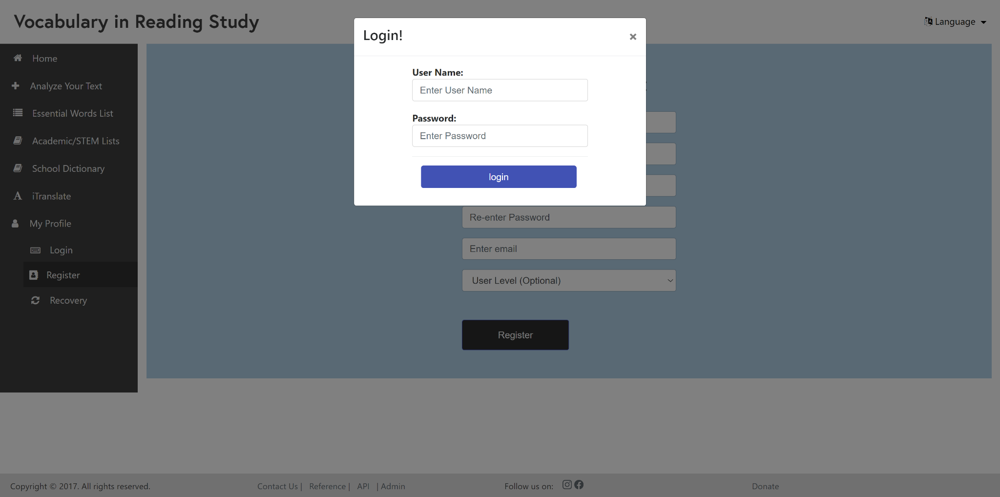 Vocabulary in Reading Study
Language
Home
Analyze Your Text
Essential Words List
Academic/STEM Lists
School Dictionary
iTranslate
My Profile
Login
Register
Recovery
Login!
×
User Name:
Enter User Name
Password:
Enter Password
login
Re-enter Password
Enter email
User Level (Optional)
Register
Copyright © 2017. All rights reserved.
Contact Us | Reference | API | Admin
Follow us on:
Donate